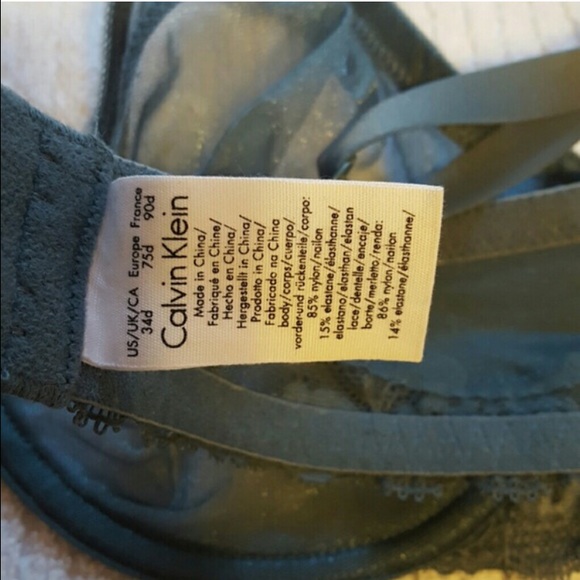 US/UK/CA Europe France
34d 75d 90d
Calvin Klein
Made in China/
Fabriqué en Chine/
Hecho en China/
Hergestellt in China/
Prodotto in China/
Fabricado na China
body/corps/cuerpo/
vorder-und rückenteile/corpo:
85% nylon/nailon
15% elastane/élasthanne/
elastano/elasthan/elastan
lace/dentelle/encaje/
borte/merletto/renda:
86% nylon/nailon
14% elastane/élasthanne/